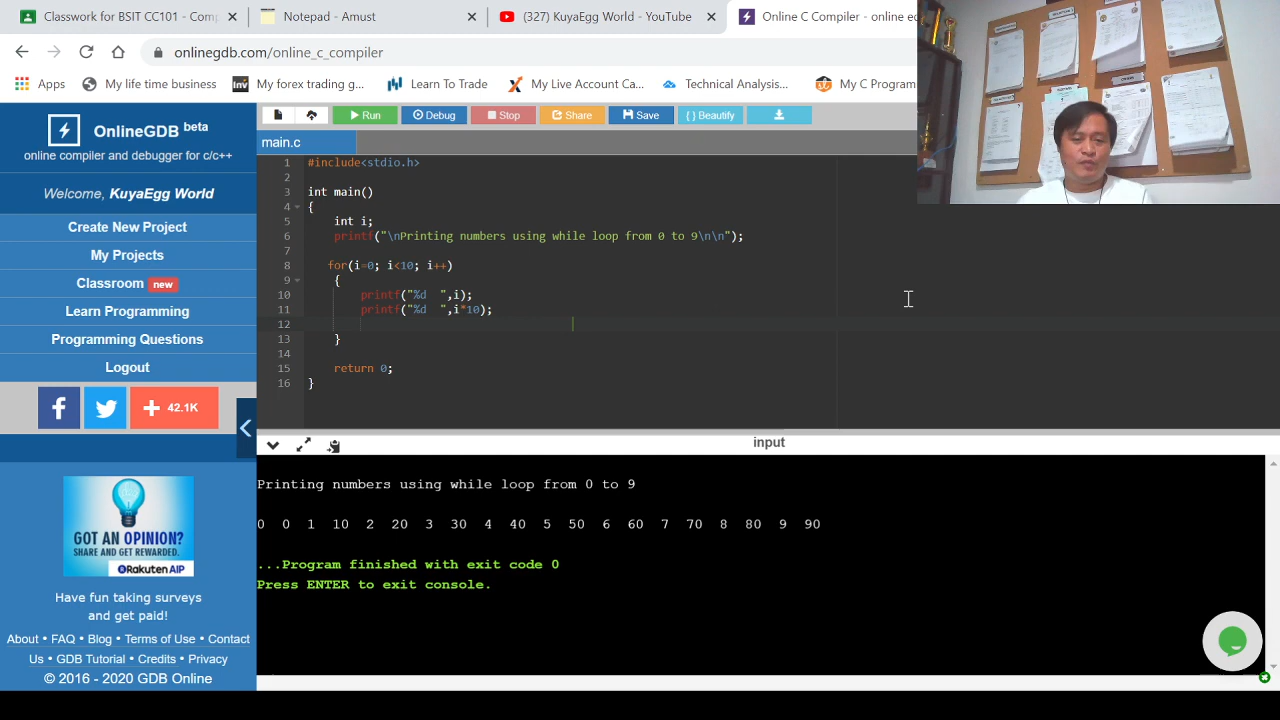 Classwork for BSIT CC101 - Comp
Notepad - Amust
(327) KuyaEgg World - YouTube
Online C Compiler - online ed
onlinegdb.com/online_c_compiler
Apps
My life time business
My forex trading g...
Learn To Trade
My Live Account Ca...
Technical Analysis...
My C Program
OnlineGDB beta
online compiler and debugger for c/c++
Welcome, KuyaEgg World
Create New Project
My Projects
Classroom new
Learn Programming
Programming Questions
Logout
42.1K
GOT AN OPINION?
SHARE AND GET REWARDED.
Rakuten AIP
Have fun taking surveys
and get paid!
About • FAQ • Blog • Terms of Use • Contact
Us • GDB Tutorial • Credits • Privacy
© 2016 - 2020 GDB Online
Run
Debug
Stop
Share
Save
{ } Beautify
main.c
1 #include<stdio.h>
2
3 int main()
4 {
5 int i;
6 printf("\nPrinting numbers using while loop from 0 to 9\n\n");
7
8 for(i=0; i<10; i++)
9 {
10 printf("%d  ",i);
11 printf("%d  ",i*10);
12
13 }
14
15 return 0;
16 }
input
Printing numbers using while loop from 0 to 9
0  0  1  10  2  20  3  30  4  40  5  50  6  60  7  70  8  80  9  90
...Program finished with exit code 0
Press ENTER to exit console.